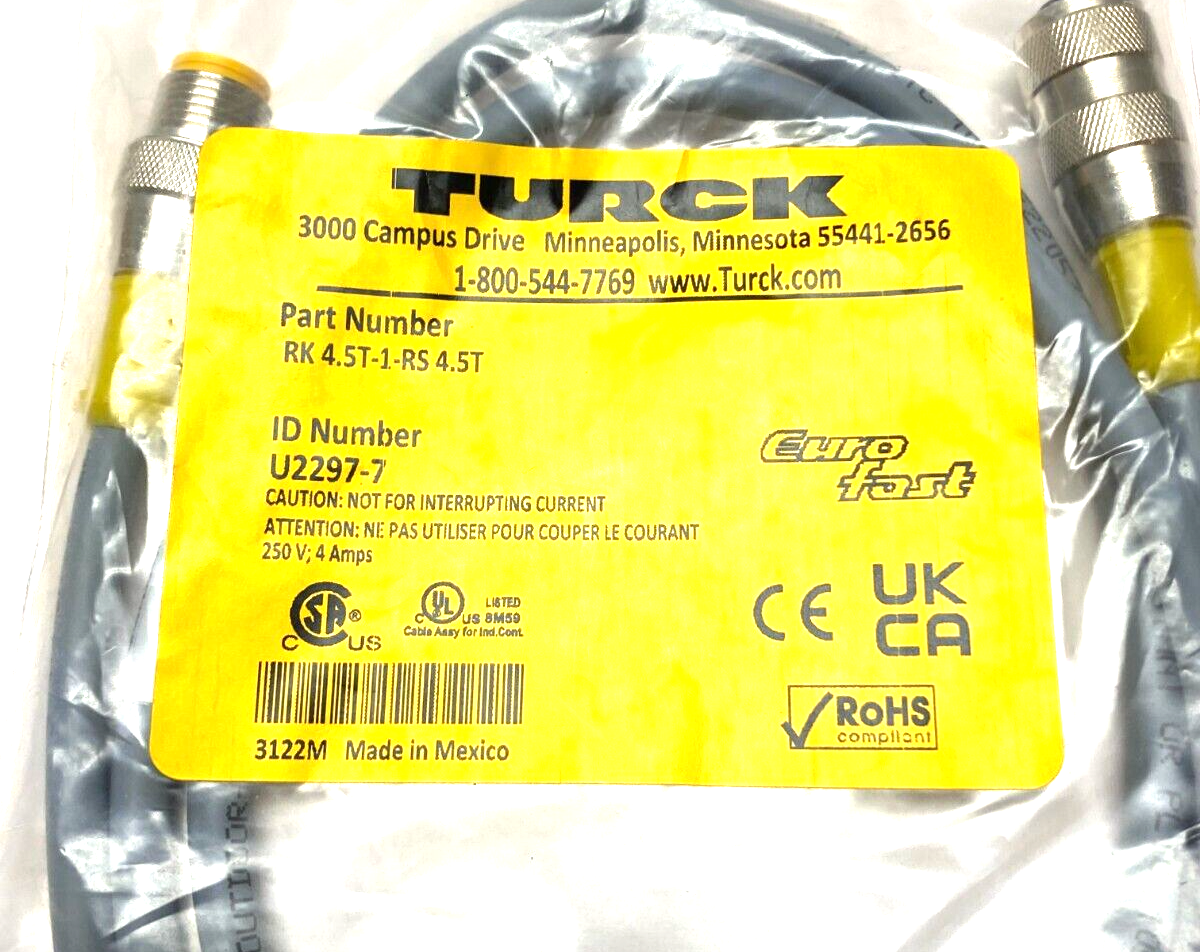 TURCK
3000 Campus Drive Minneapolis, Minnesota 55441-2656
1-800-544-7769 www.Turck.com
Part Number
RK 4.5T-1-RS 4.5T
ID Number
U2297-7
CAUTION: NOT FOR INTERRUPTING CURRENT
ATTENTION: NE PAS UTILISER POUR COUPER LE COURANT
250 V; 4 Amps
Euro
fast
C SA ® US
C UL US LISTED 8M59
Cable Assy for Ind.Cont.
CE
UK
CA
RoHS
compliant
3122M Made in Mexico